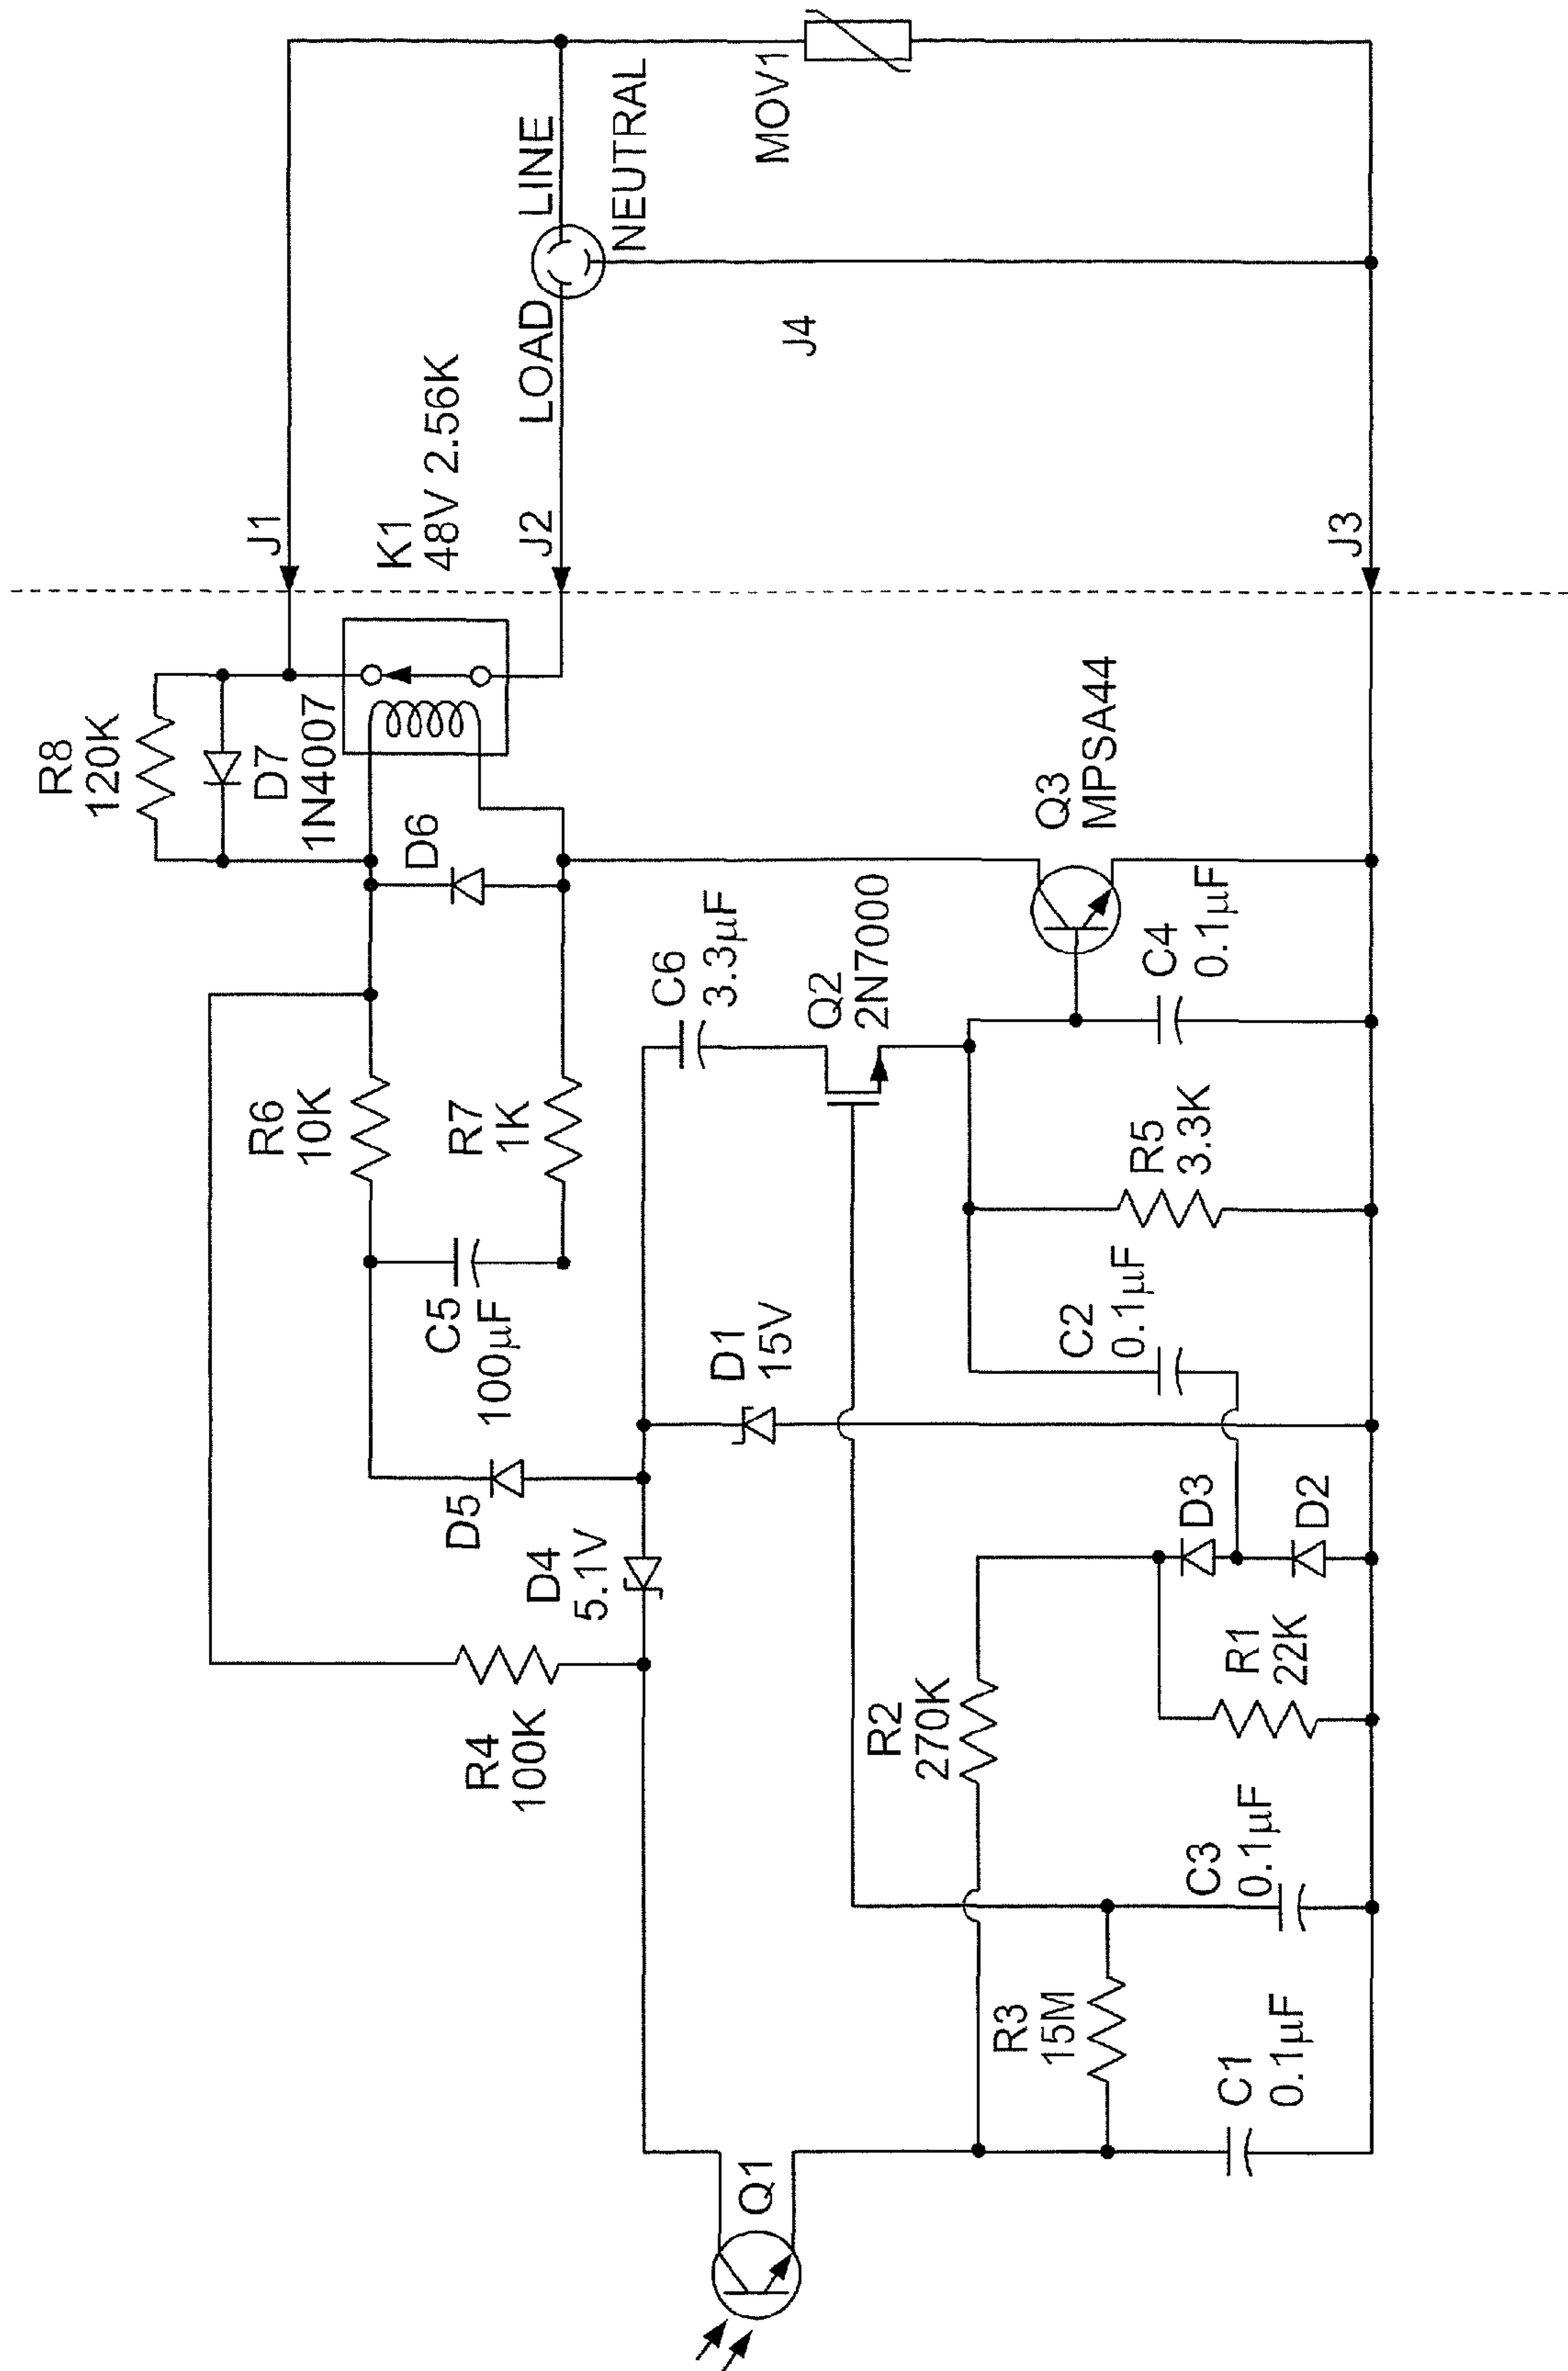 R8
120K
D7
1N4007
J1
K1
48V 2.56K
J2
LOAD
LINE
NEUTRAL
MOV1
J4
J3
D6
R6
10K
R7
1K
C5
100µF
C6
3.3µF
Q2
2N7000
Q3
MPSA44
C4
0.1µF
R5
3.3K
C2
0.1µF
D1
15V
D5
D4
5.1V
R4
100K
D3
D2
R1
22K
R2
270K
C3
0.1µF
R3
15M
C1
0.1µF
Q1